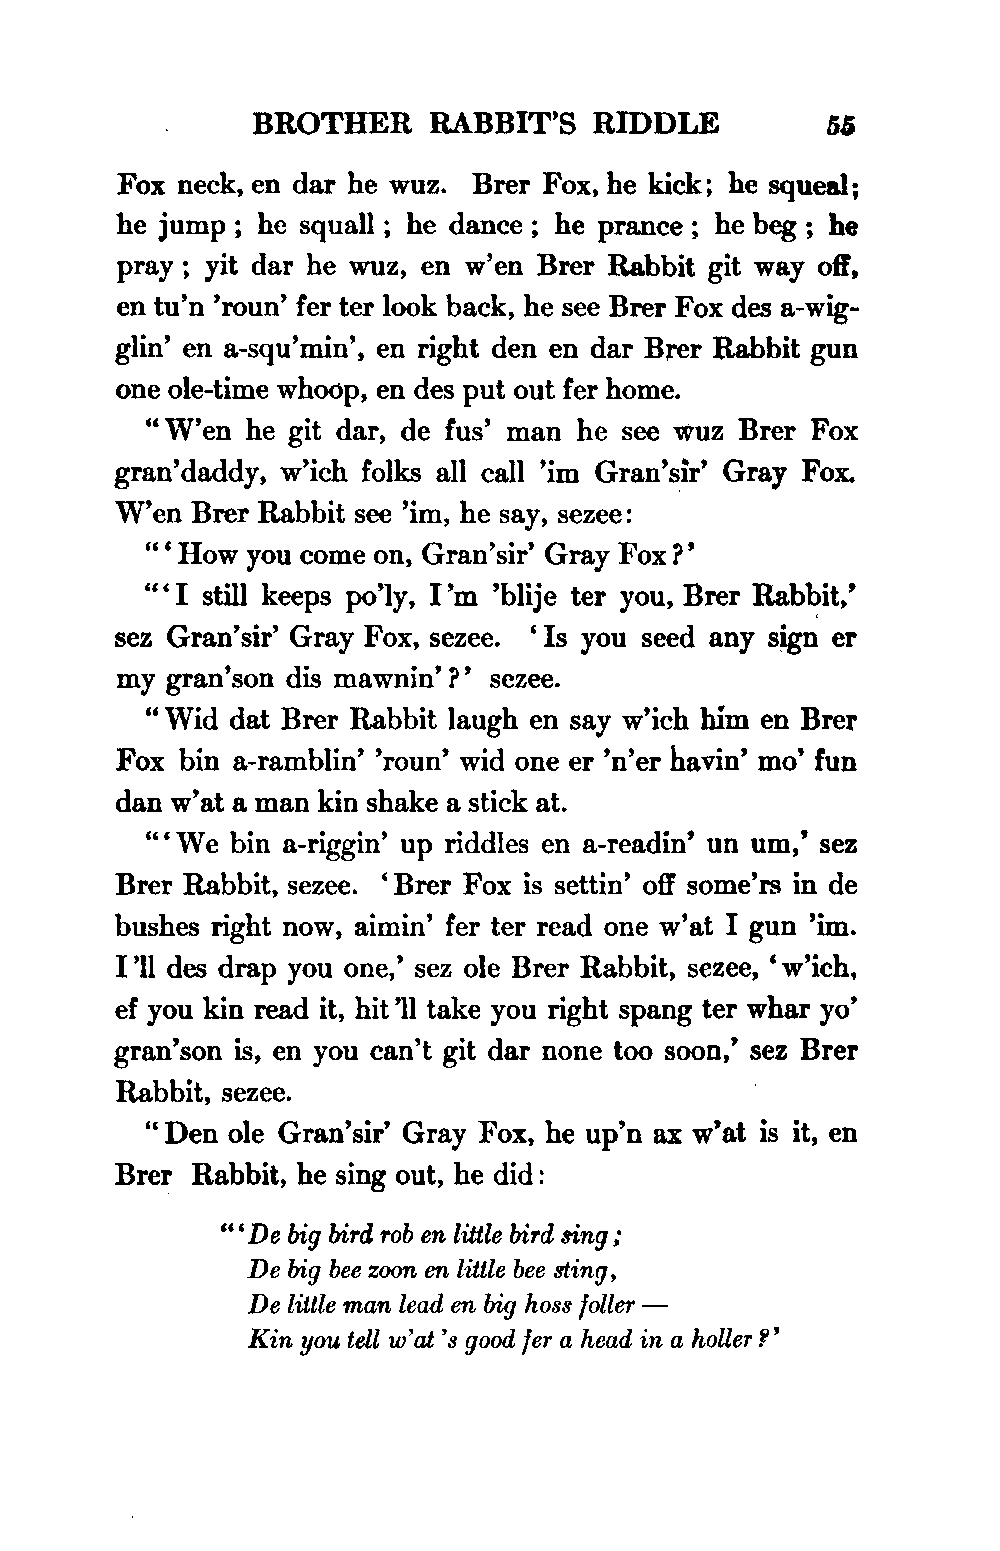 BROTHER RABBIT'S RIDDLE 55
Fox neck, en dar he wuz. Brer Fox, he kick; he squeal;
he jump; he squall; he dance; he prance; he beg; he
pray; yit dar he wuz, en w'en Brer Rabbit git way off,
en tu'n 'roun' fer ter look back, he see Brer Fox des a-wig-
glin' en a-squ'min', en right den en dar Brer Rabbit gun
one ole-time whoop, en des put out fer home.
"W'en he git dar, de fus' man he see wuz Brer Fox
gran'daddy, w'ich folks all call 'im Gran'sir' Gray Fox.
W'en Brer Rabbit see 'im, he say, sezee:
"'How you come on, Gran'sir' Gray Fox?'
"'I still keeps po'ly, I'm 'blije ter you, Brer Rabbit,'
sez Gran'sir' Gray Fox, sezee. 'Is you seed any sign er
my gran'son dis mawnin'?' sezee.
"Wid dat Brer Rabbit laugh en say w'ich him en Brer
Fox bin a-ramblin' 'roun' wid one er 'n'er havin' mo' fun
dan w'at a man kin shake a stick at.
"'We bin a-riggin' up riddles en a-readin' un um,' sez
Brer Rabbit, sezee. 'Brer Fox is settin' off some'rs in de
bushes right now, aimin' fer ter read one w'at I gun 'im.
I'll des drap you one,' sez ole Brer Rabbit, sezee, 'w'ich,
ef you kin read it, hit'll take you right spang ter whar yo'
gran'son is, en you can't git dar none too soon,' sez Brer
Rabbit, sezee.
"Den ole Gran'sir' Gray Fox, he up'n ax w'at is it, en
Brer Rabbit, he sing out, he did:
"'De big bird rob en little bird sing;
De big bee zoon en little bee sting,
De little man lead en big hoss foller —
Kin you tell w'at's good fer a head in a holler?'